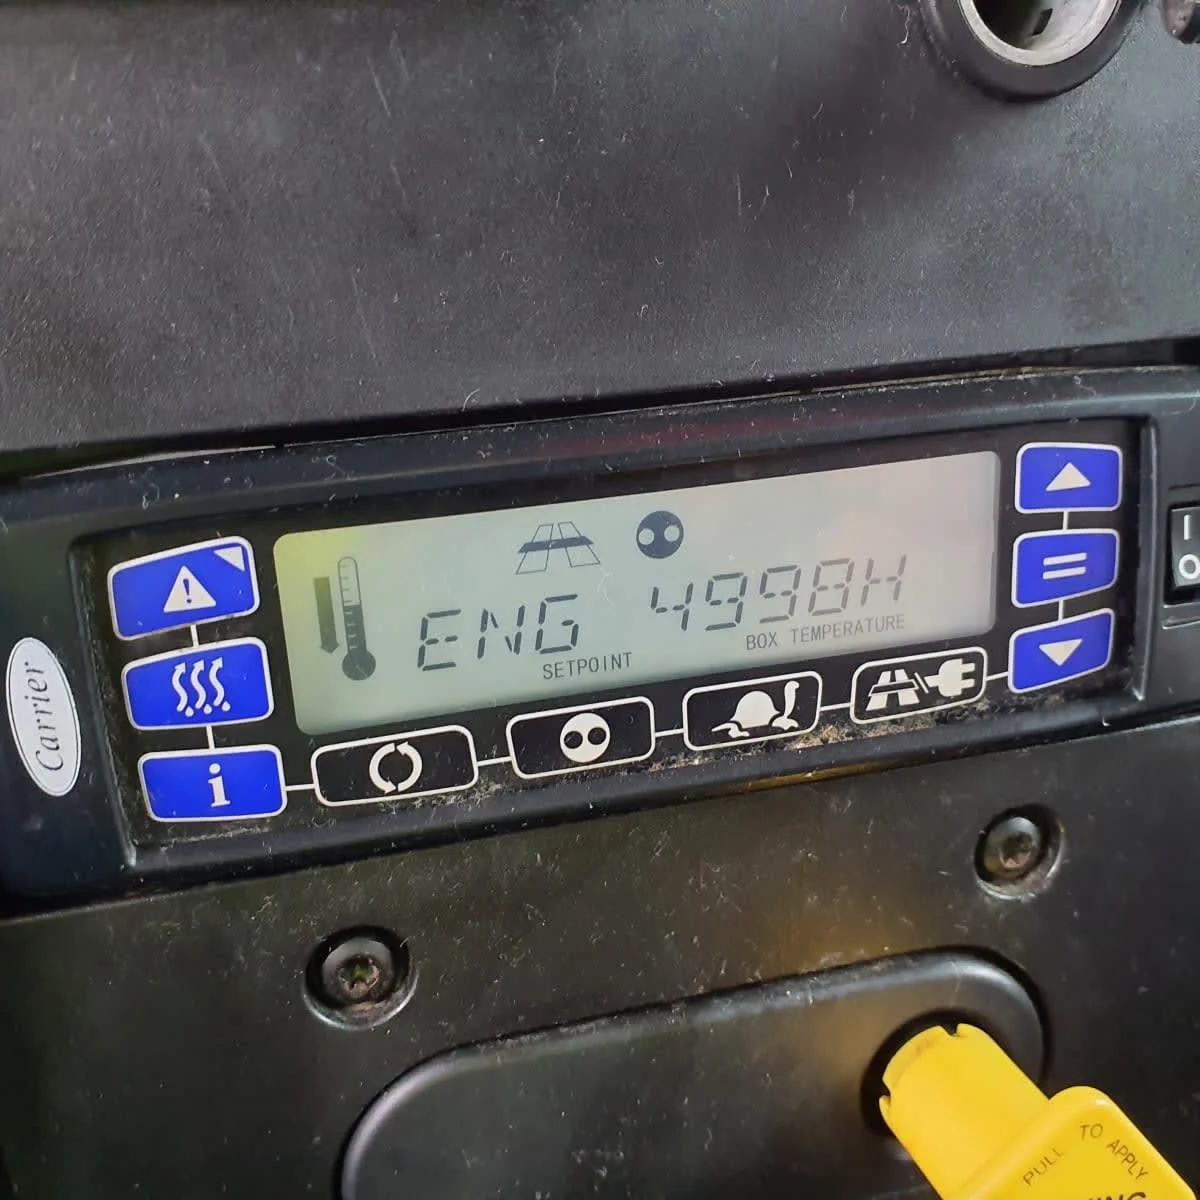 ENG 4998H
SETPOINT
BOX TEMPERATURE
Carrier
i
I
O
PULL TO APPLY